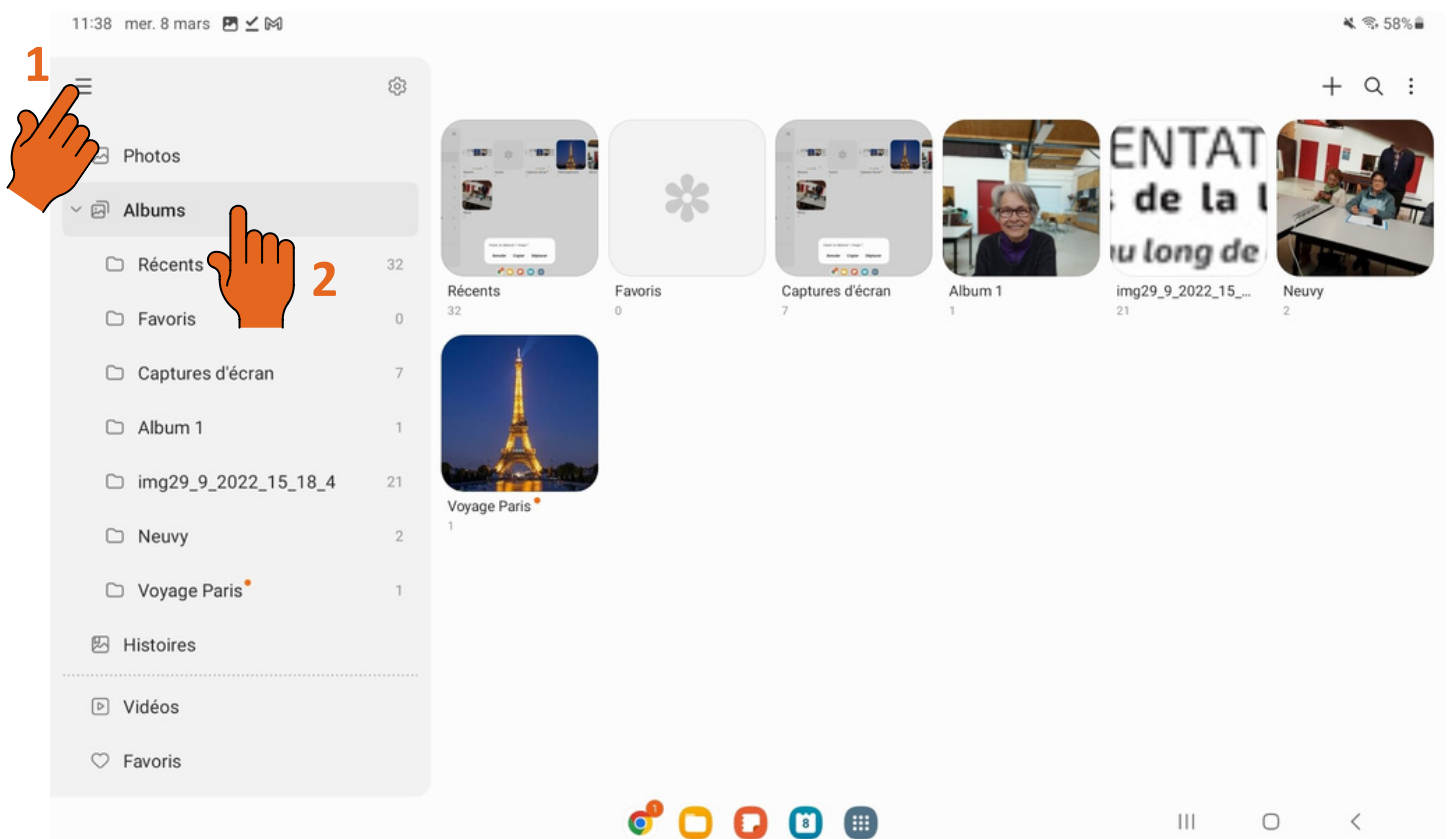 11:38 mer. 8 mars
58%
1
Photos
Albums
2
Récents 32
Favoris 0
Captures d'écran 7
Album 1 1
img29_9_2022_15_18_4 21
Neuvy 2
Voyage Paris 1
Histoires
Vidéos
Favoris
ENTAT
de la l
u long de
Récents
32
Favoris
0
Captures d'écran
7
Album 1
1
img29_9_2022_15_...
21
Neuvy
2
Voyage Paris
1
1
8